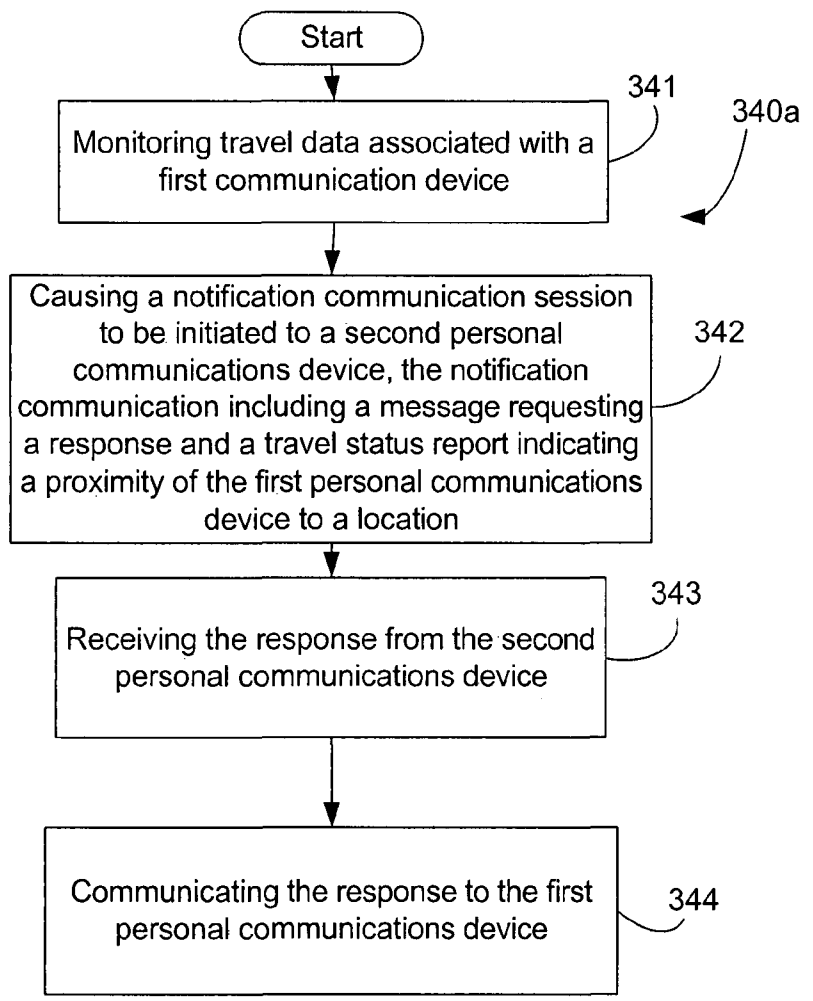 Start
341
340a
Monitoring travel data associated with a
first communication device
Causing a notification communication session
to be initiated to a second personal
communications device, the notification
communication including a message requesting
a response and a travel status report indicating
a proximity of the first personal communications
device to a location
342
343
Receiving the response from the second
personal communications device
Communicating the response to the first
personal communications device
344